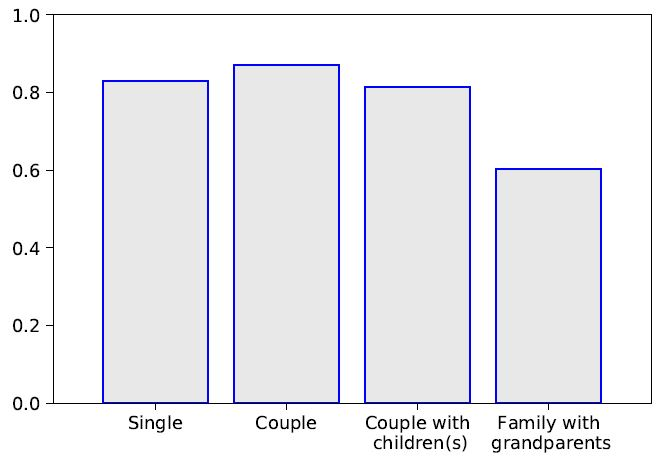 1.0
0.8
0.6
0.4
0.2
0.0
Single
Couple
Couple with
children(s)
Family with
grandparents